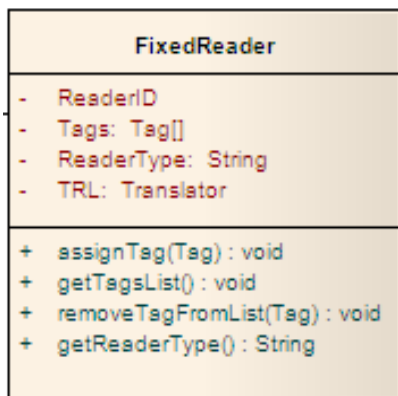 FixedReader
- ReaderID
- Tags: Tag[]
- ReaderType: String
- TRL: Translator
+ assignTag(Tag) : void
+ getTagsList() : void
+ removeTagFromList(Tag) : void
+ getReaderType() : String